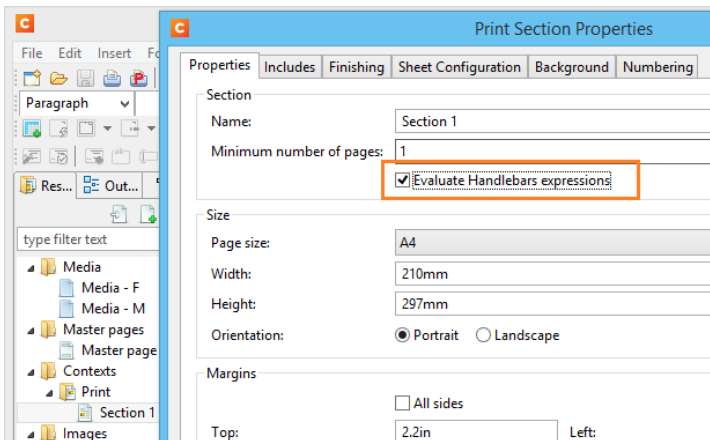 C
C Print Section Properties
File Edit Insert
Properties Includes Finishing Sheet Configuration Background Numbering
Paragraph
Section
Name: Section 1
Minimum number of pages: 1
Evaluate Handlebars expressions
Res... Out...
Size
type filter text
Page size: A4
Media
Width: 210mm
Media - F
Height: 297mm
Media - M
Master pages
Orientation: Portrait Landscape
Master page
Contexts
Margins
Print
All sides
Section 1
Top: 2.2in Left:
Images